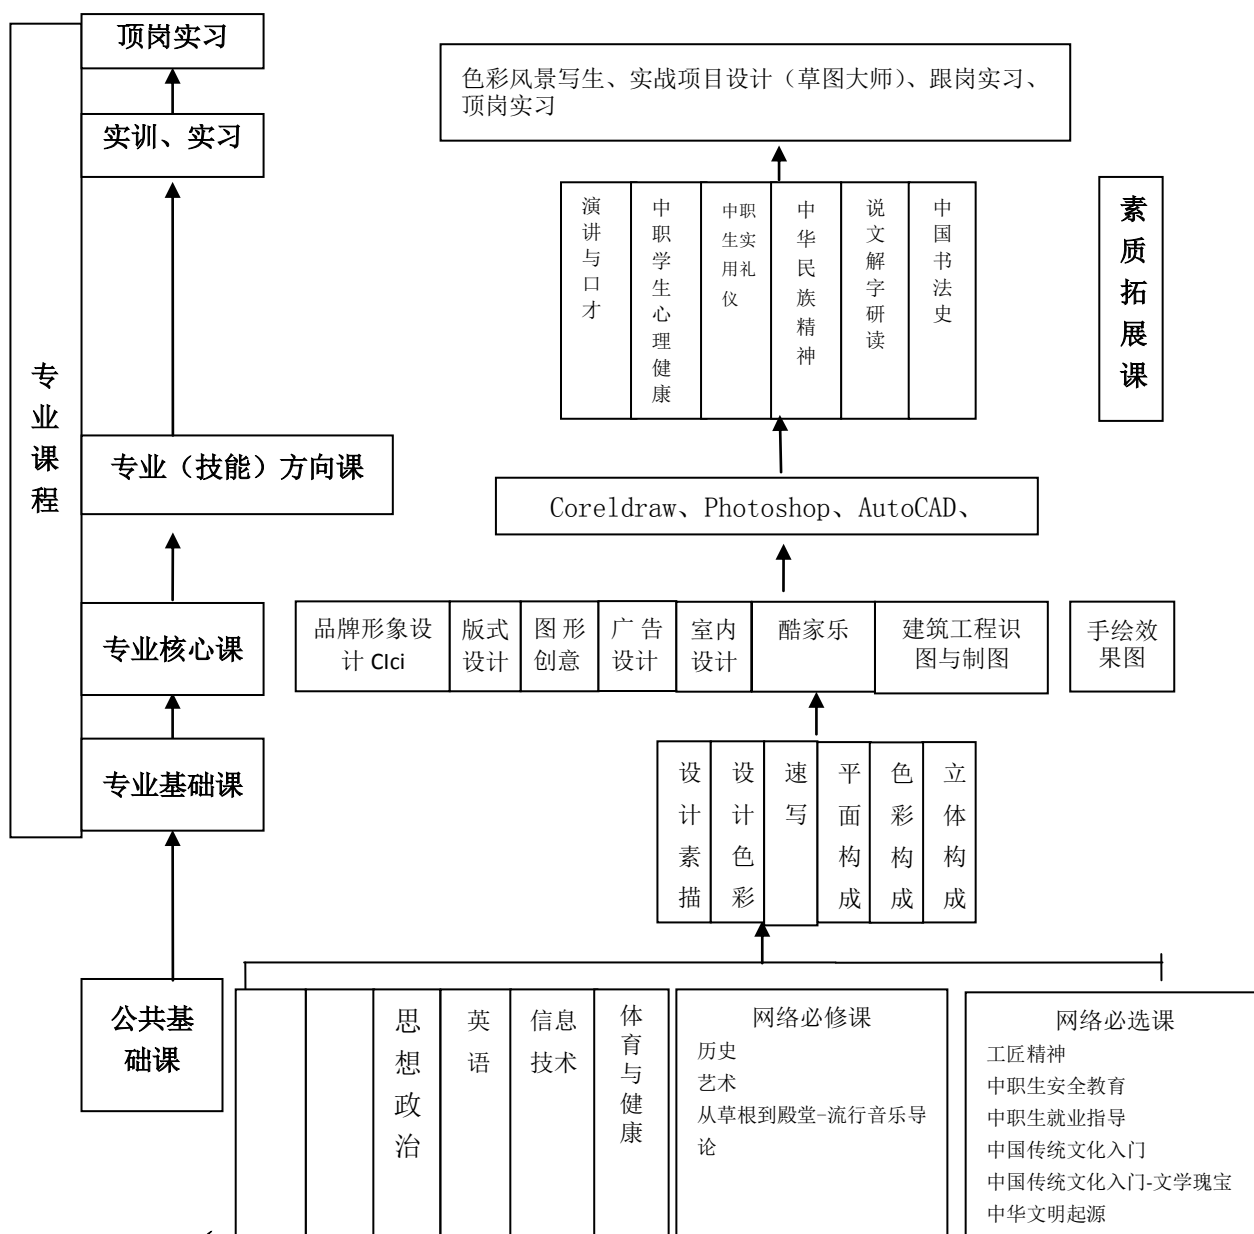 顶岗实习
色彩风景写生、实战项目设计（草图大师）、跟岗实习、
顶岗实习
实训、实习
演讲与口才
中职学生心理健康
中职
生实
用礼
仪
中华民族精神
说文解字研读
中国书法史
素质拓展课
专业课程
专业（技能）方向课
Coreldraw、Photoshop、AutoCAD、
专业核心课
品牌形象设
计 CIci
版式
设计
图 形
创意
广 告
设计
室内
设计
酷家乐
建筑工程识
图与制图
手绘效
果图
专业基础课
设计素描
设计色彩
速写
平面构成
色彩构成
立体构成
公共基
础课
思想政治
英语
信息
技术
体育与健康
网络必修课
历史
艺术
从草根到殿堂-流行音乐导
论
网络必选课
工匠精神
中职生安全教育
中职生就业指导
中国传统文化入门
中国传统文化入门-文学瑰宝
中华文明起源